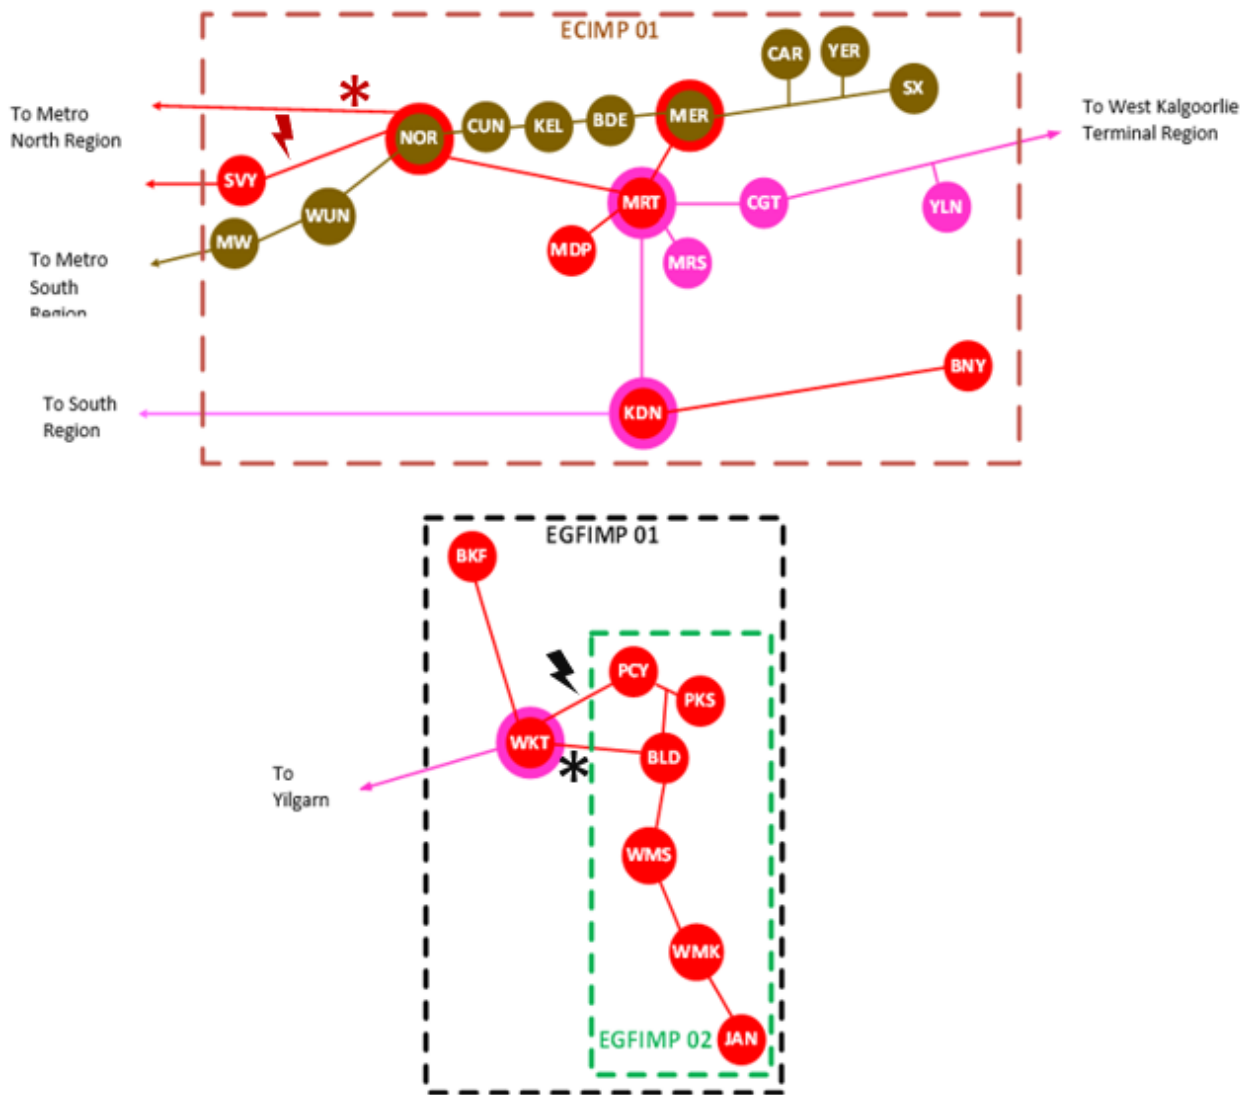 ECIMP 01
CAR
YER
SX
To Metro
North Region
To West Kalgoorlie
Terminal Region
NOR
CUN
KEL
BDE
MER
SVY
WUN
MW
MRT
CGT
YLN
MDP
MRS
To Metro
South
Region
BNY
To South
Region
KDN
EGFIMP 01
BKF
PCY
PKS
WKT
BLD
To
Yilgarn
WMS
WMK
EGFIMP 02
JAN